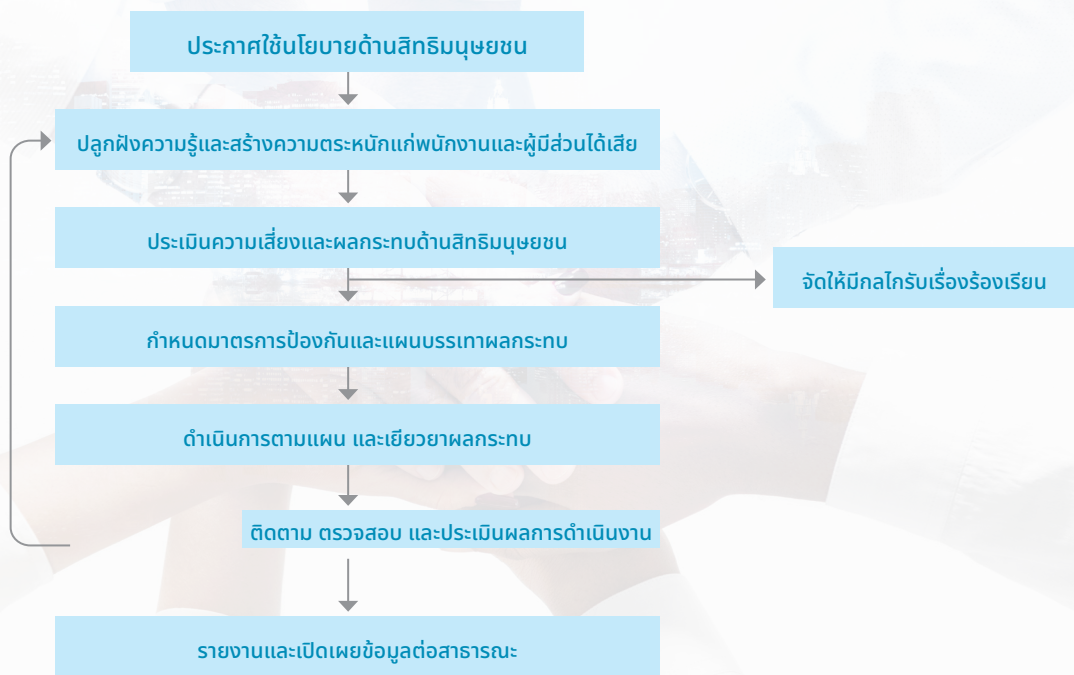 ประกาศใช้นโยบายด้านสิทธิมนุษยชน
ปลูกฝังความรู้และสร้างความตระหนักแก่พนักงานและผู้มีส่วนได้เสีย
ประเมินความเสี่ยงและผลกระทบด้านสิทธิมนุษยชน
จัดให้มีกลไกรับเรื่องร้องเรียน
กำหนดมาตรการป้องกันและแผนบรรเทาผลกระทบ
ดำเนินการตามแผน และเยียวยาผลกระทบ
ติดตาม ตรวจสอบ และประเมินผลการดำเนินงาน
รายงานและเปิดเผยข้อมูลต่อสาธารณะ